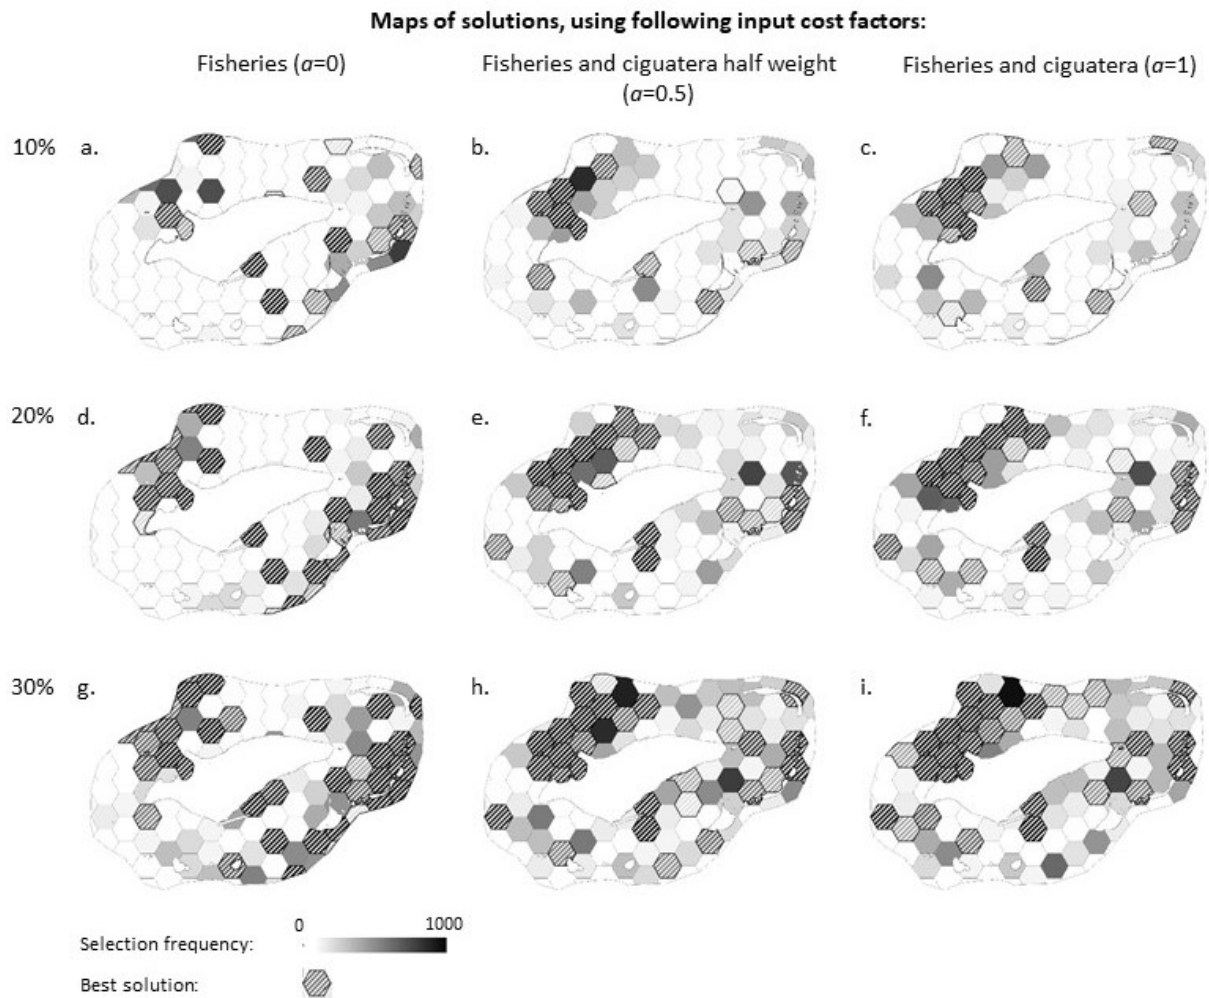 Maps of solutions, using following input cost factors:
Fisheries (a=0)
Fisheries and ciguatera half weight
(a=0.5)
Fisheries and ciguatera (a=1)
10% a. b. c.
20% d. e. f.
30% g. h. i.
0 1000
Selection frequency:
Best solution: